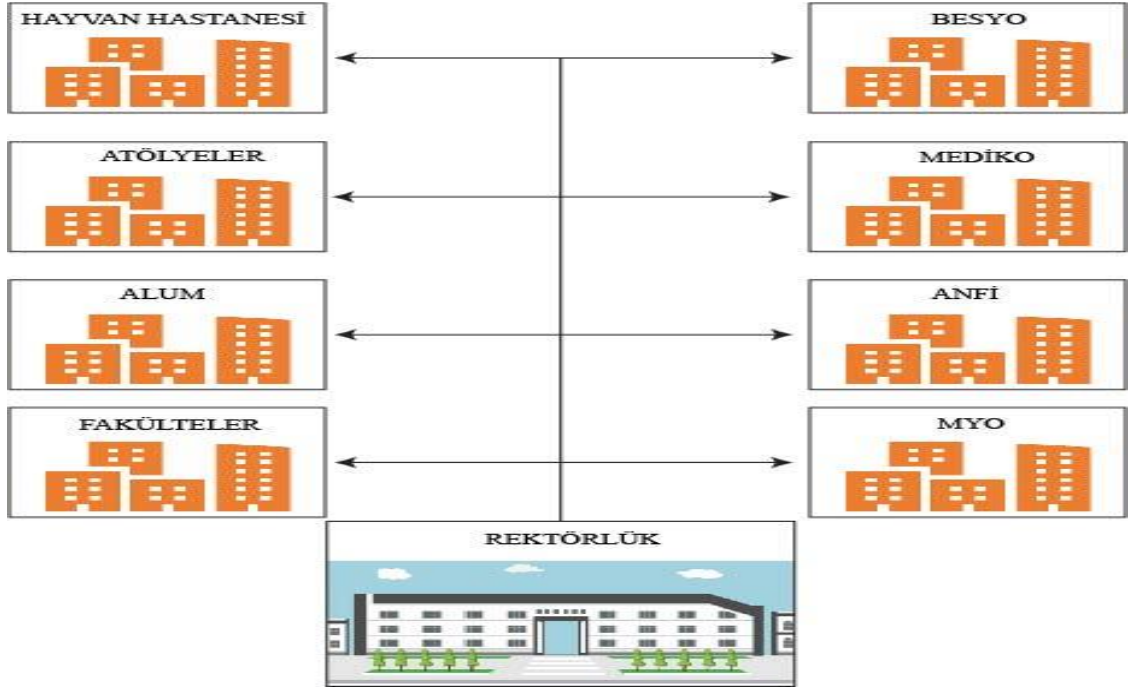 HAYVAN HASTANESİ
BESYO
ATÖLYELER
MEDİKO
ALUM
ANFİ
FAKÜLTELER
MYO
REKTÖRLÜK